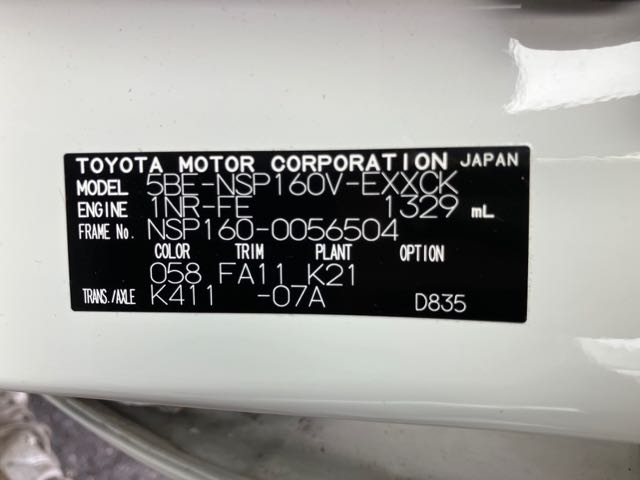 TOYOTA MOTOR CORPORATION JAPAN
MODEL 5BE-NSP160V-EXXCK
ENGINE 1NR-FE 1329 mL
FRAME No. NSP160-0056504
COLOR TRIM PLANT OPTION
058 FA11 K21
TRANS./AXLE K411 -07A D835